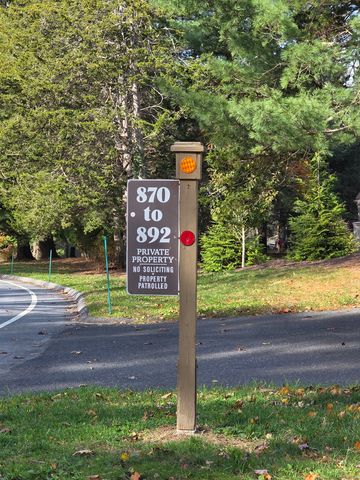 870
to
892
PRIVATE
PROPERTY
NO SOLICITING
PROPERTY
PATROLLED